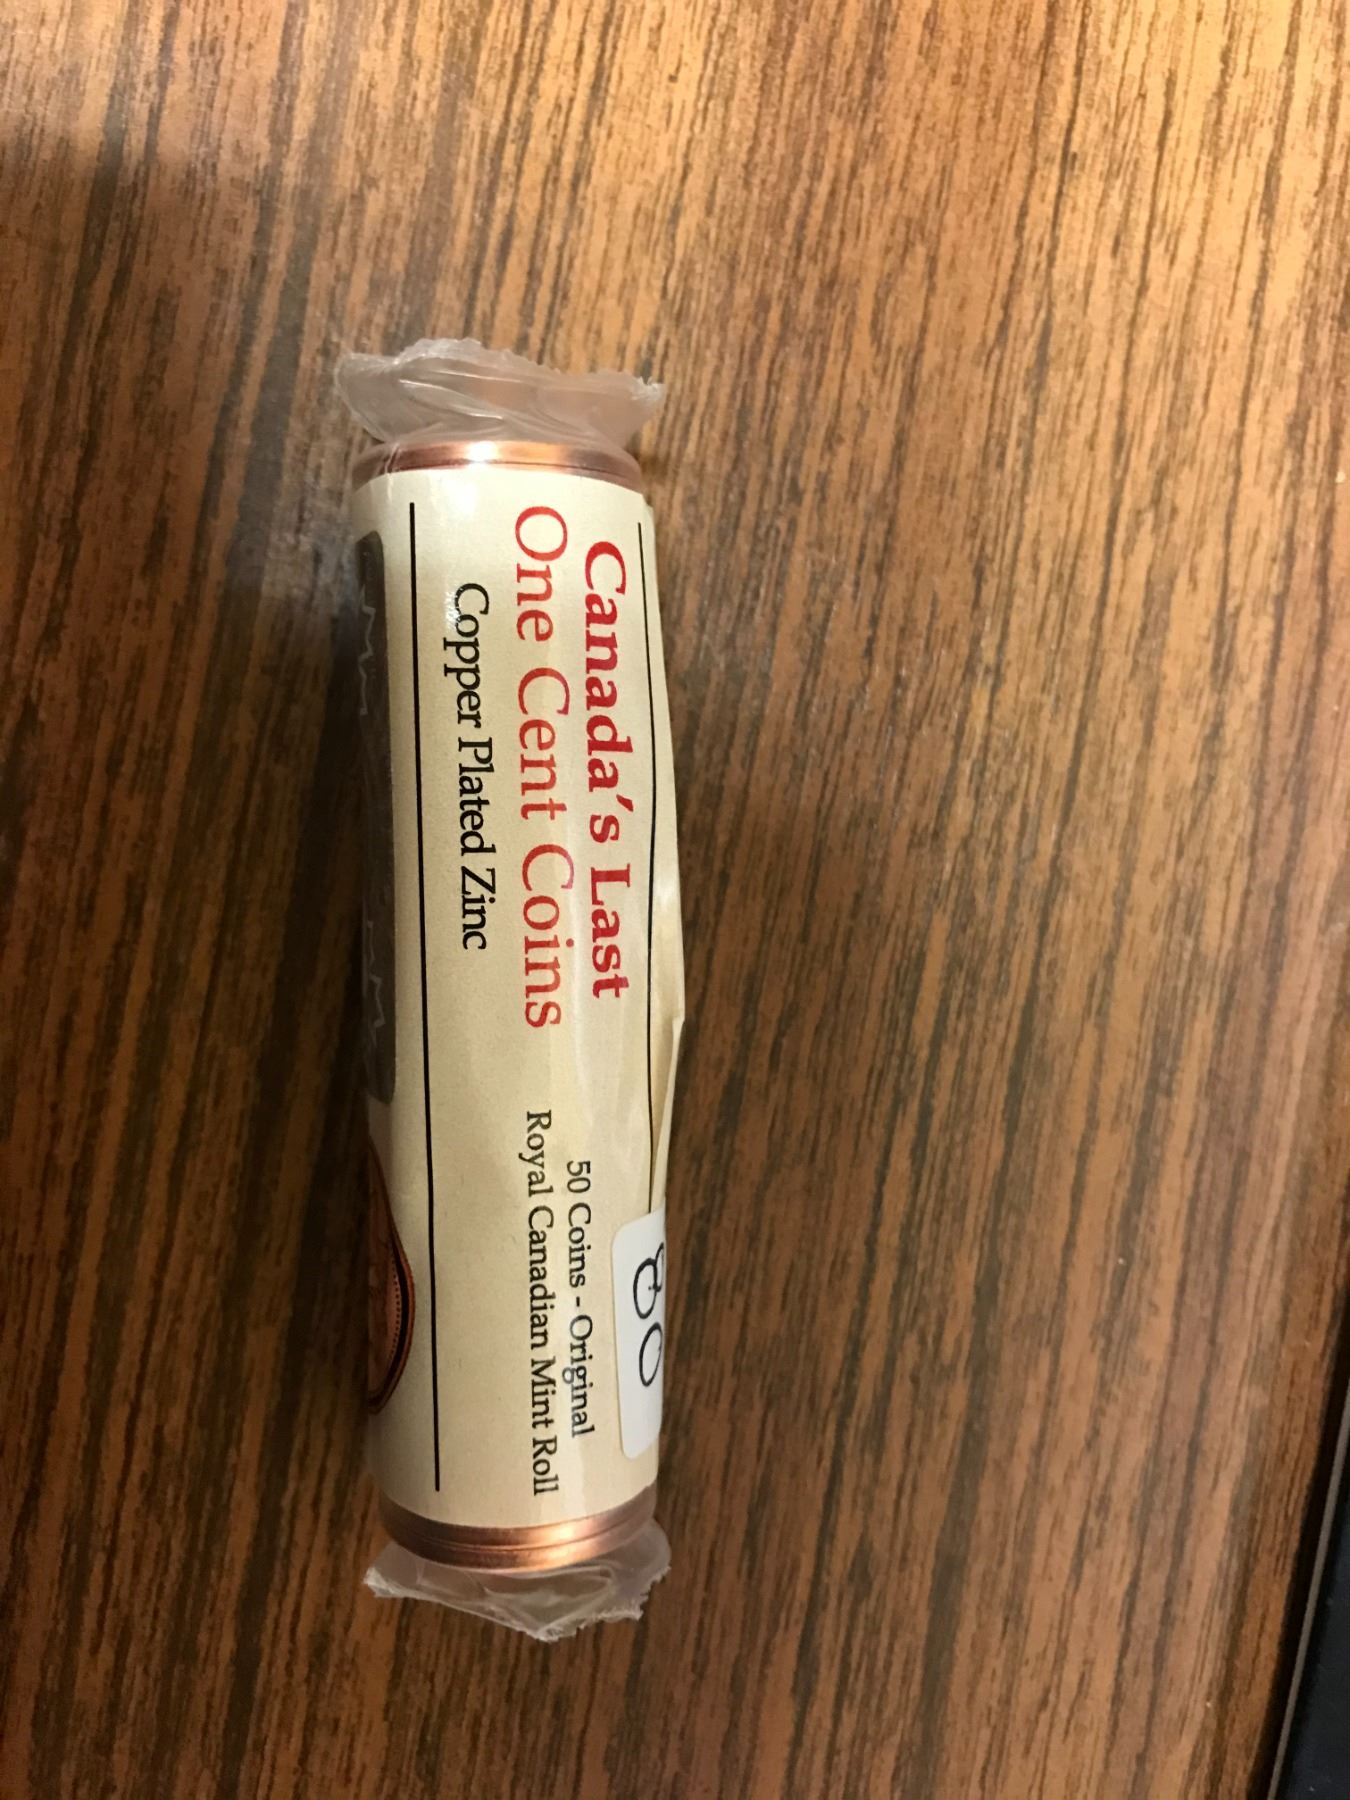 Canada's Last
One Cent Coins
Copper Plated Zinc
50 Coins - Original
Royal Canadian Mint Roll
80